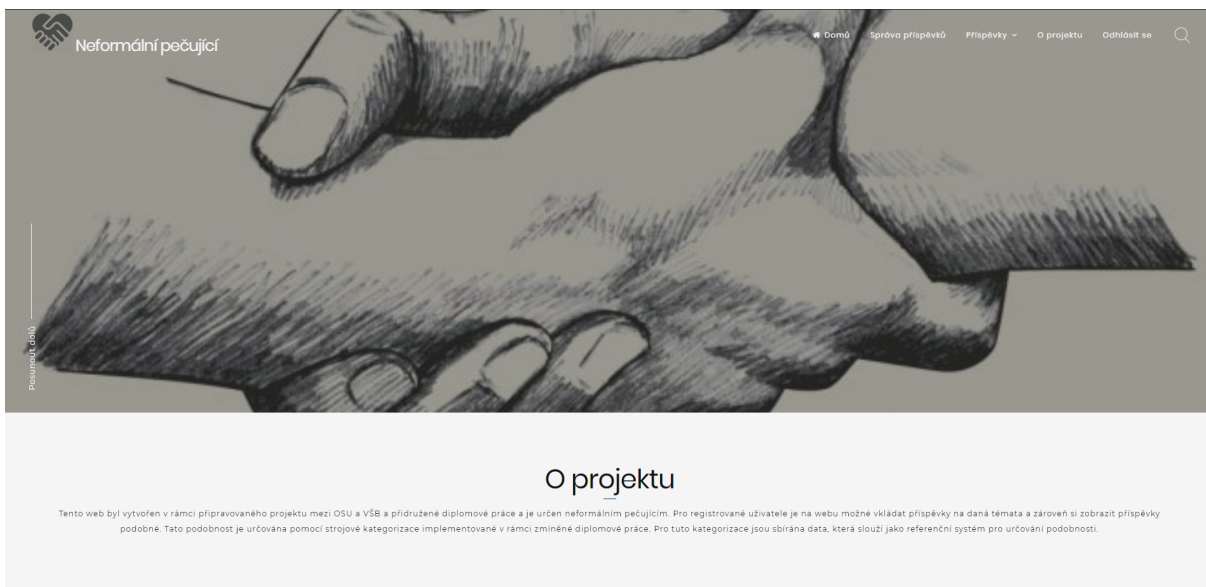 Neformální pečující
Domů Správa příspěvků Příspěvky O projektu Odhlásit se
Posunout dolů
O projektu
Tento web byl vytvořen v rámci připravovaného projektu mezi OSU a VŠB a přidružené diplomové práce a je určen neformálním pečujícím. Pro registrované uživatele je na webu možné vkládat příspěvky na daná témata a zároveň si zobrazit příspěvky
podobné. Tato podobnost je určována pomocí strojové kategorizace implementované v rámci zmíněné diplomové práce. Pro tuto kategorizace jsou sbírána data, která slouží jako referenční systém pro určování podobnosti.